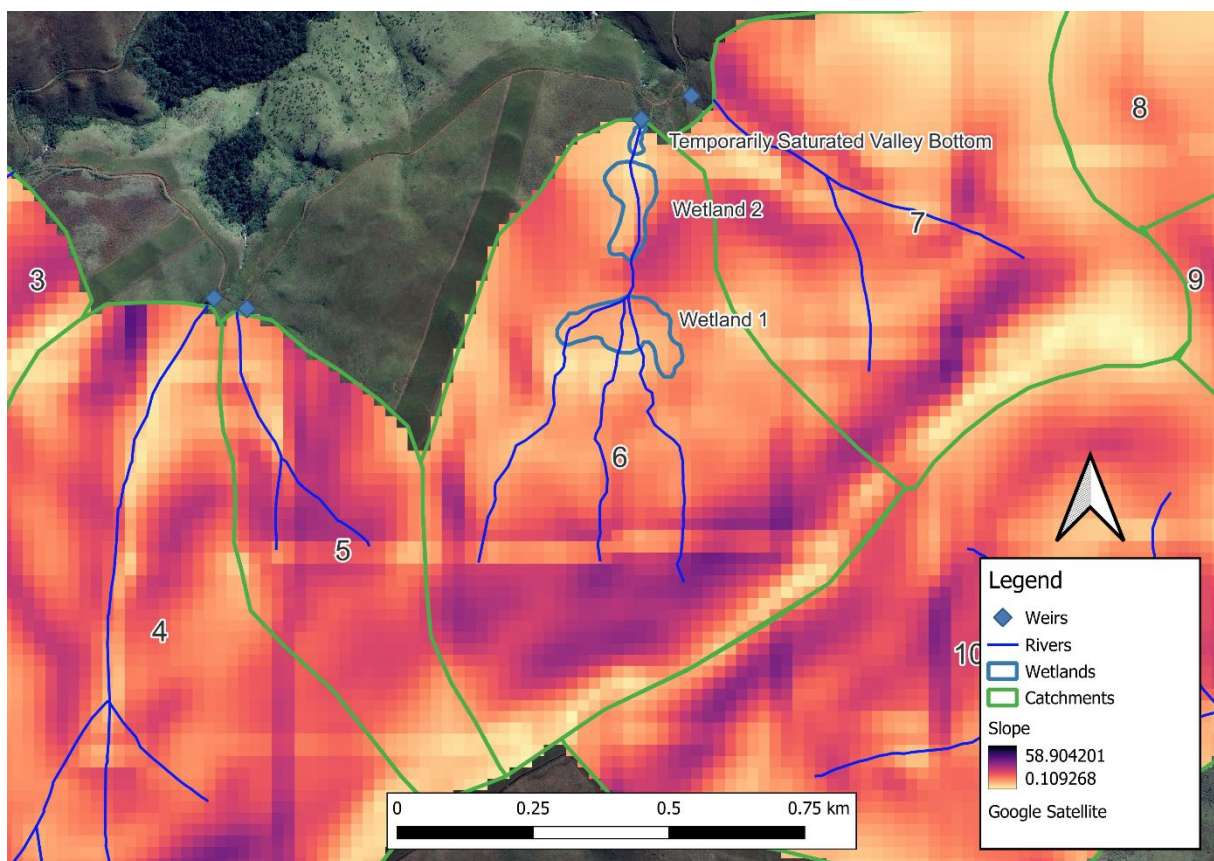 8
Temporarily Saturated Valley Bottom
Wetland 2
7
3
9
Wetland 1
6
5
4
10
Legend
Weirs
Rivers
Wetlands
Catchments
Slope
58.904201
0.109268
Google Satellite
0 0.25 0.5 0.75 km